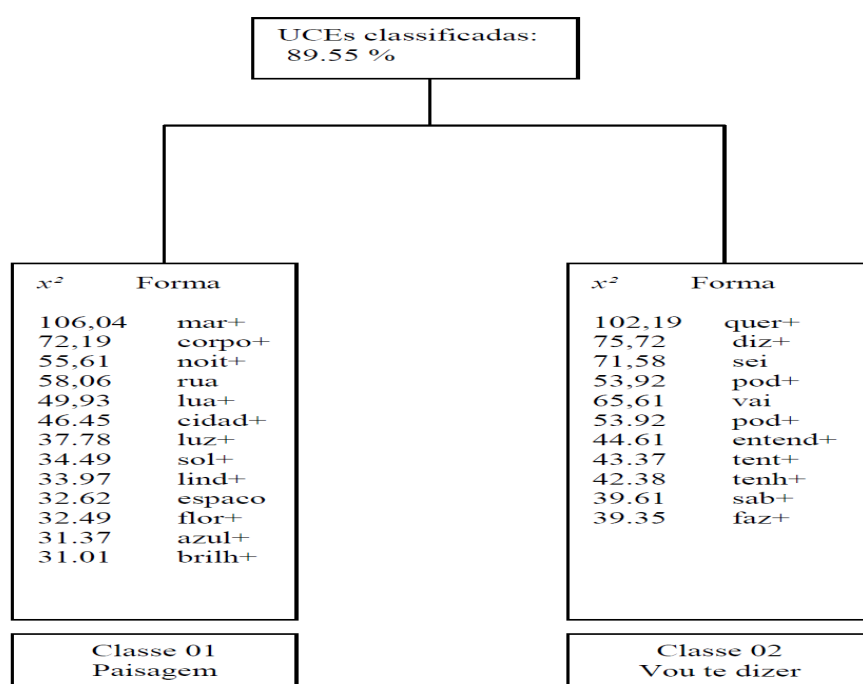 UCEs classificadas:
89.55 %
x² Forma
106,04 mar+
72,19 corpo+
55,61 noit+
58,06 rua
49,93 lua+
46.45 cidad+
37.78 luz+
34.49 sol+
33.97 lind+
32.62 espaco
32.49 flor+
31.37 azul+
31.01 brilh+
Classe 01
Paisagem
x² Forma
102,19 quer+
75,72 diz+
71,58 sei
53,92 pod+
65,61 vai
53.92 pod+
44.61 entend+
43.37 tent+
42.38 tenh+
39.61 sab+
39.35 faz+
Classe 02
Vou te dizer